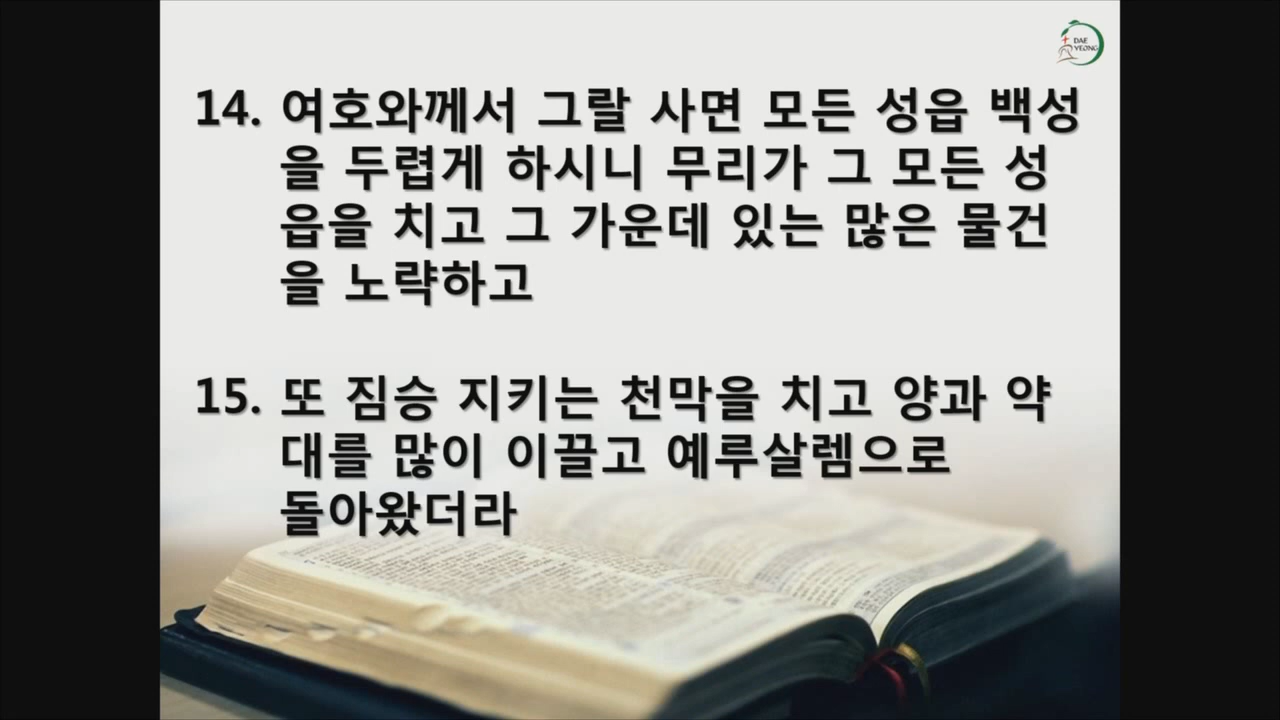 DAE
YEONG
14. 여호와께서 그랄 사면 모든 성읍 백성
을 두렵게 하시니 무리가 그 모든 성
읍을 치고 그 가운데 있는 많은 물건
을 노략하고
15. 또 짐승 지키는 천막을 치고 양과 약
대를 많이 이끌고 예루살렘으로
돌아왔더라